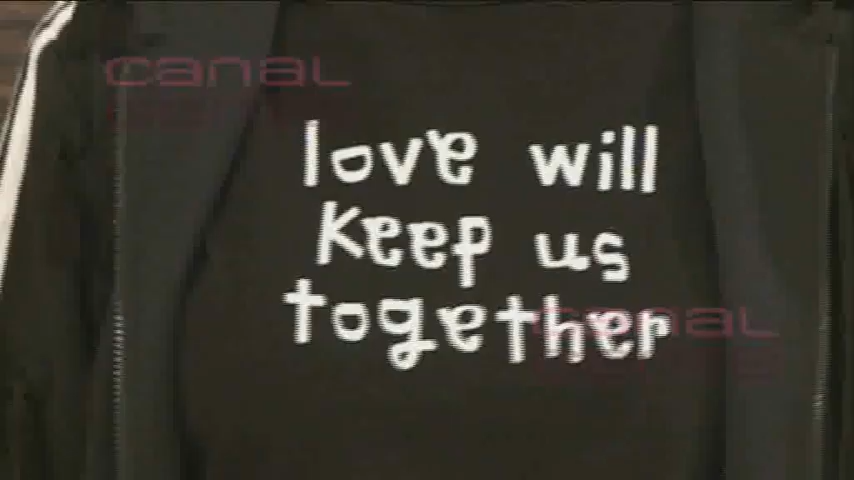 canal
love will
keep us
together
canal